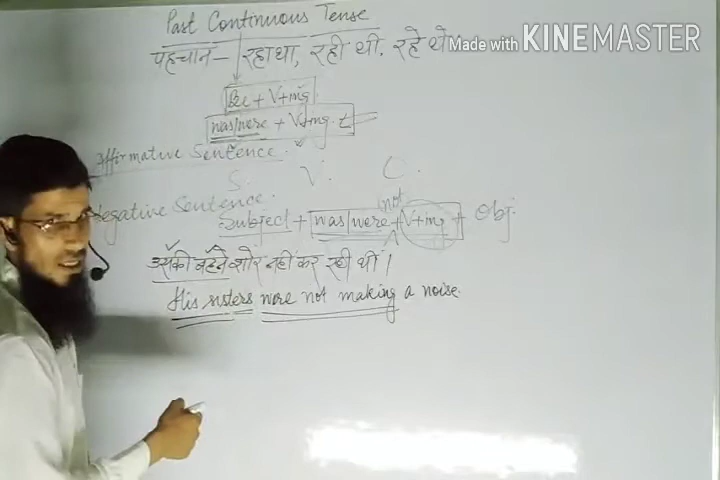 Past Continuous Tense
पहचान- रहा था, रही थी. रहे थे.
Made with KINEMASTER
Be + V+ing
was/were + V+ing.
Affirmative Sentence.
S. V. C.
Negative Sentence.
not
Subject + was/were + V+ing + Obj.
उसकी बहनें शोर नहीं कर रही थी।
His sisters were not making a noise.